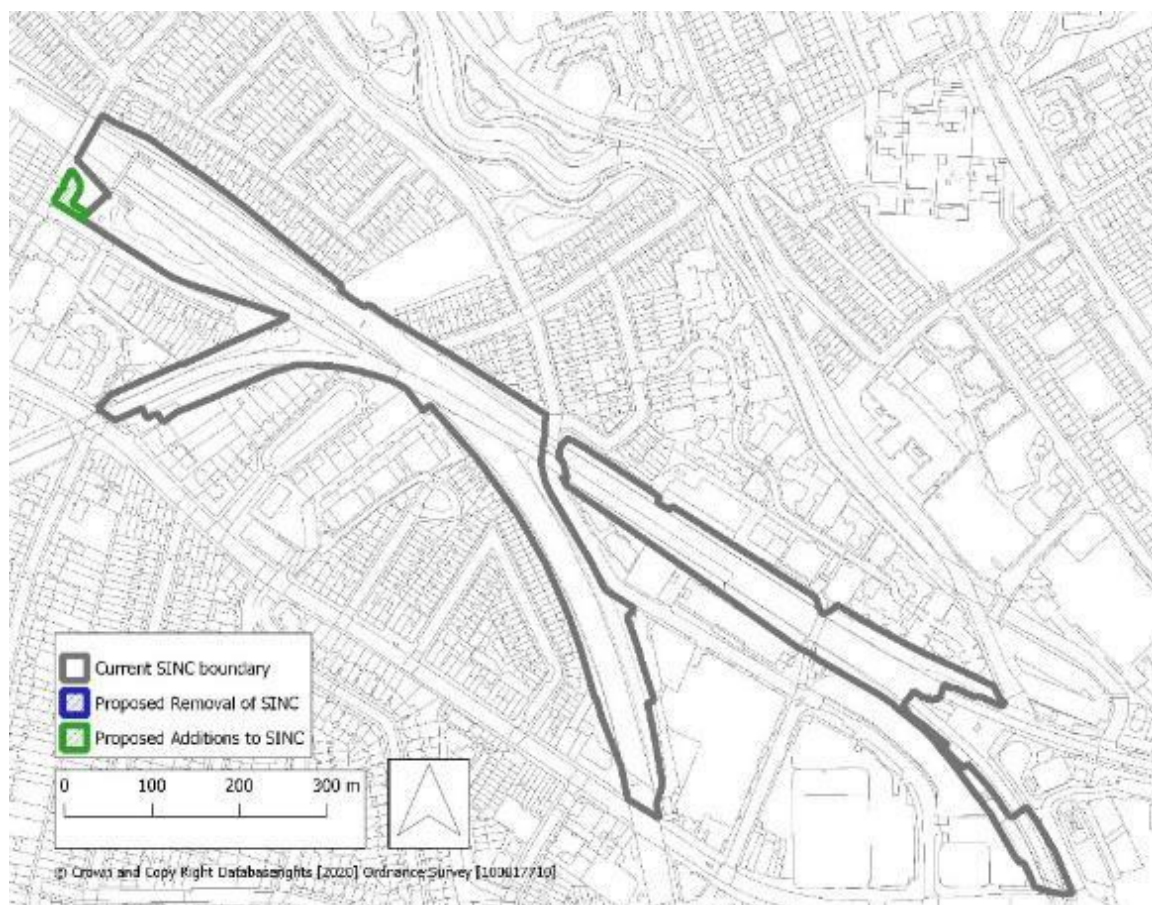 Current SINC boundary
Proposed Removal of SINC
Proposed Additions to SINC
0 100 200 300 m
© Crown and Copy Right Databaserights [2020] Ordnance Survey [100017710]